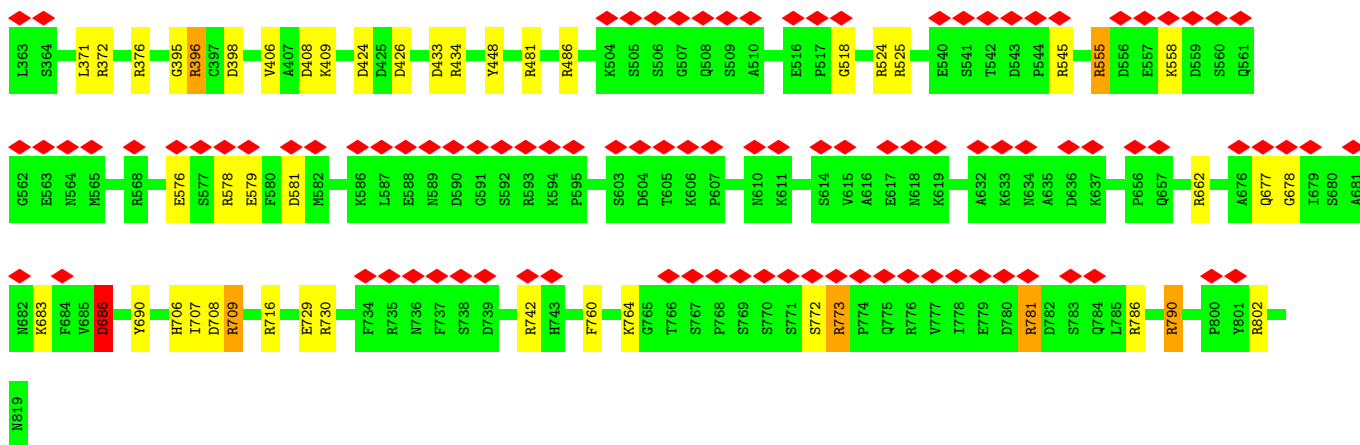 L363 S364 L371 R372 R376 G395 R396 C397 D398 V406 A407 D408 K409 D424 D425 D426 D433 R434 Y448 R481 R486 K504 S505 S506 G507 Q508 S509 A510 E516 P517 G518 R524 R525 E540 S541 T542 D543 P544 R545 R555 D556 E557 K558 D559 S560 Q561
G562 E563 N564 M565 R568 E576 S577 R578 E579 F580 D581 M582 K586 L587 E588 N589 D590 G591 S592 R593 K594 P595 S603 D604 T605 K606 P607 N610 K611 S614 V615 A616 E617 N618 K619 A632 K633 N634 A635 D636 K637 P656 Q657 R662 A676 Q677 G678 I679 S680 A681
N682 K683 F684 V685 D686 Y690 H706 I707 D708 R709 R716 E729 R730 F734 R735 N736 F737 S738 D739 R742 H743 F760 K764 G765 T766 S767 P768 S769 S770 S771 S772 R773 P774 Q775 R776 V777 I778 E779 D780 R781 D782 S783 Q784 L785 R786 R790 P800 Y801 R802
N819